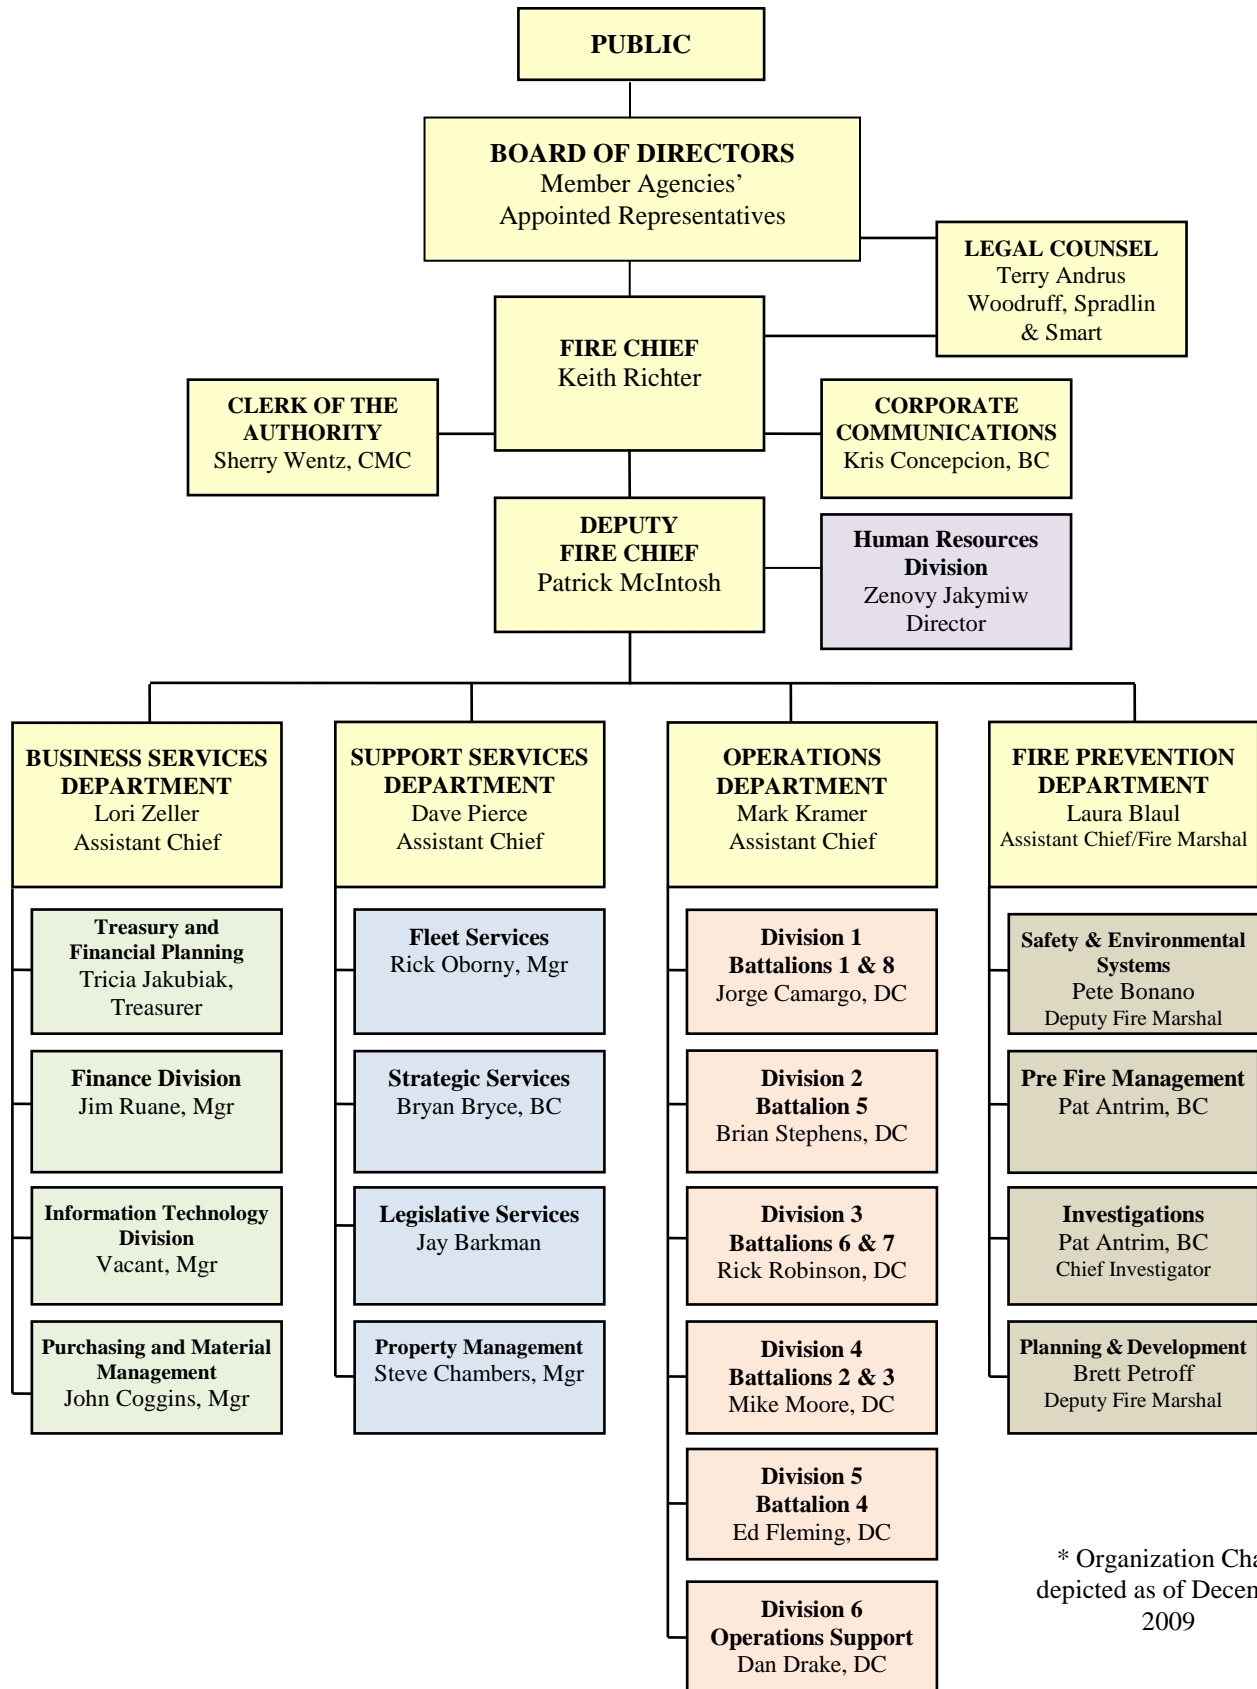 PUBLIC
BOARD OF DIRECTORS
Member Agencies’
Appointed Representatives
LEGAL COUNSEL
Terry Andrus
Woodruff, Spradlin
& Smart
FIRE CHIEF
Keith Richter
CLERK OF THE
AUTHORITY
Sherry Wentz, CMC
CORPORATE
COMMUNICATIONS
Kris Concepcion, BC
DEPUTY
FIRE CHIEF
Patrick McIntosh
Human Resources
Division
Zenovy Jakymiw
Director
BUSINESS SERVICES
DEPARTMENT
Lori Zeller
Assistant Chief
SUPPORT SERVICES
DEPARTMENT
Dave Pierce
Assistant Chief
OPERATIONS
DEPARTMENT
Mark Kramer
Assistant Chief
FIRE PREVENTION
DEPARTMENT
Laura Blaul
Assistant Chief/Fire Marshal
Treasury and
Financial Planning
Tricia Jakubiak,
Treasurer
Fleet Services
Rick Oborny, Mgr
Division 1
Battalions 1 & 8
Jorge Camargo, DC
Safety & Environmental
Systems
Pete Bonano
Deputy Fire Marshal
Finance Division
Jim Ruane, Mgr
Strategic Services
Bryan Bryce, BC
Division 2
Battalion 5
Brian Stephens, DC
Pre Fire Management
Pat Antrim, BC
Information Technology
Division
Vacant, Mgr
Legislative Services
Jay Barkman
Division 3
Battalions 6 & 7
Rick Robinson, DC
Investigations
Pat Antrim, BC
Chief Investigator
Purchasing and Material
Management
John Coggins, Mgr
Property Management
Steve Chambers, Mgr
Division 4
Battalions 2 & 3
Mike Moore, DC
Planning & Development
Brett Petroff
Deputy Fire Marshal
Division 5
Battalion 4
Ed Fleming, DC
Division 6
Operations Support
Dan Drake, DC
* Organization
depicted as of
2009